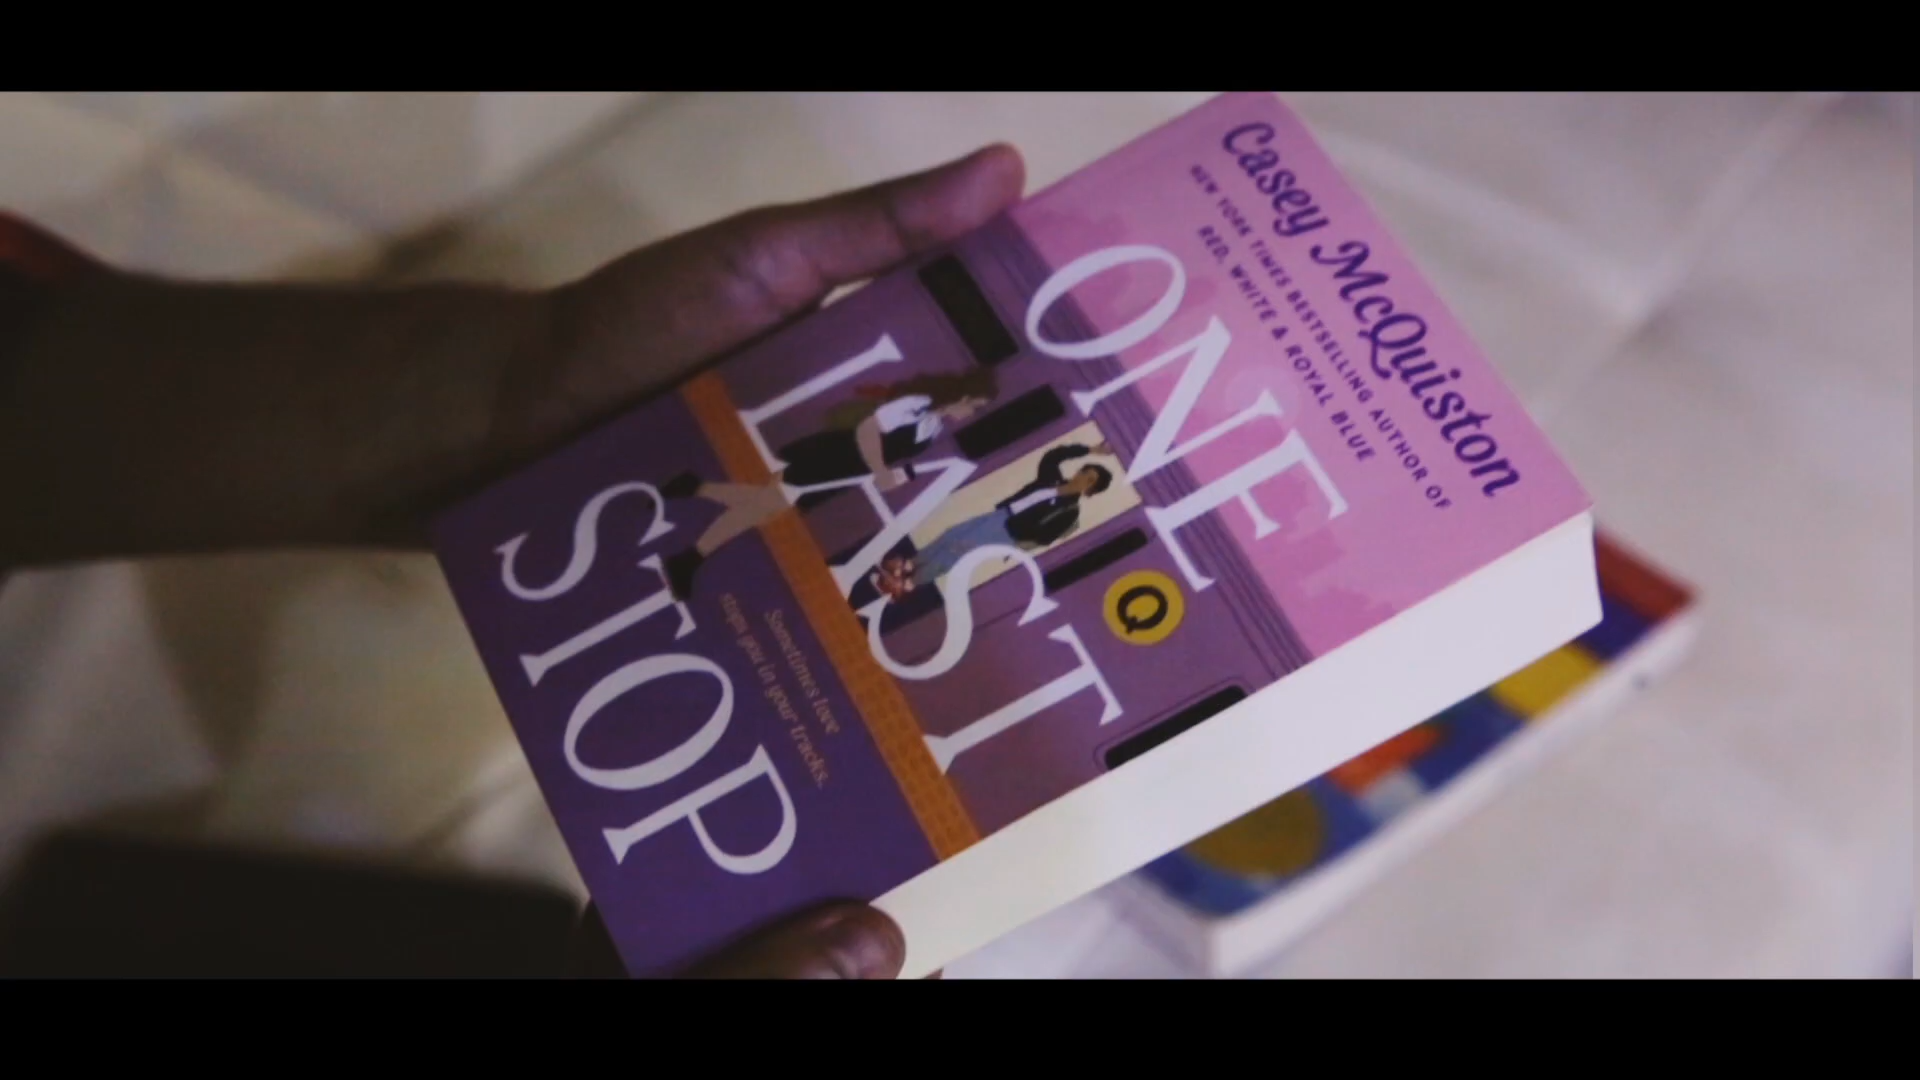 Casey McQuiston
NEW YORK TIMES BESTSELLING AUTHOR OF
RED, WHITE & ROYAL BLUE
ONE
LAST
STOP
Q
Sometimes love
stops you in your tracks.